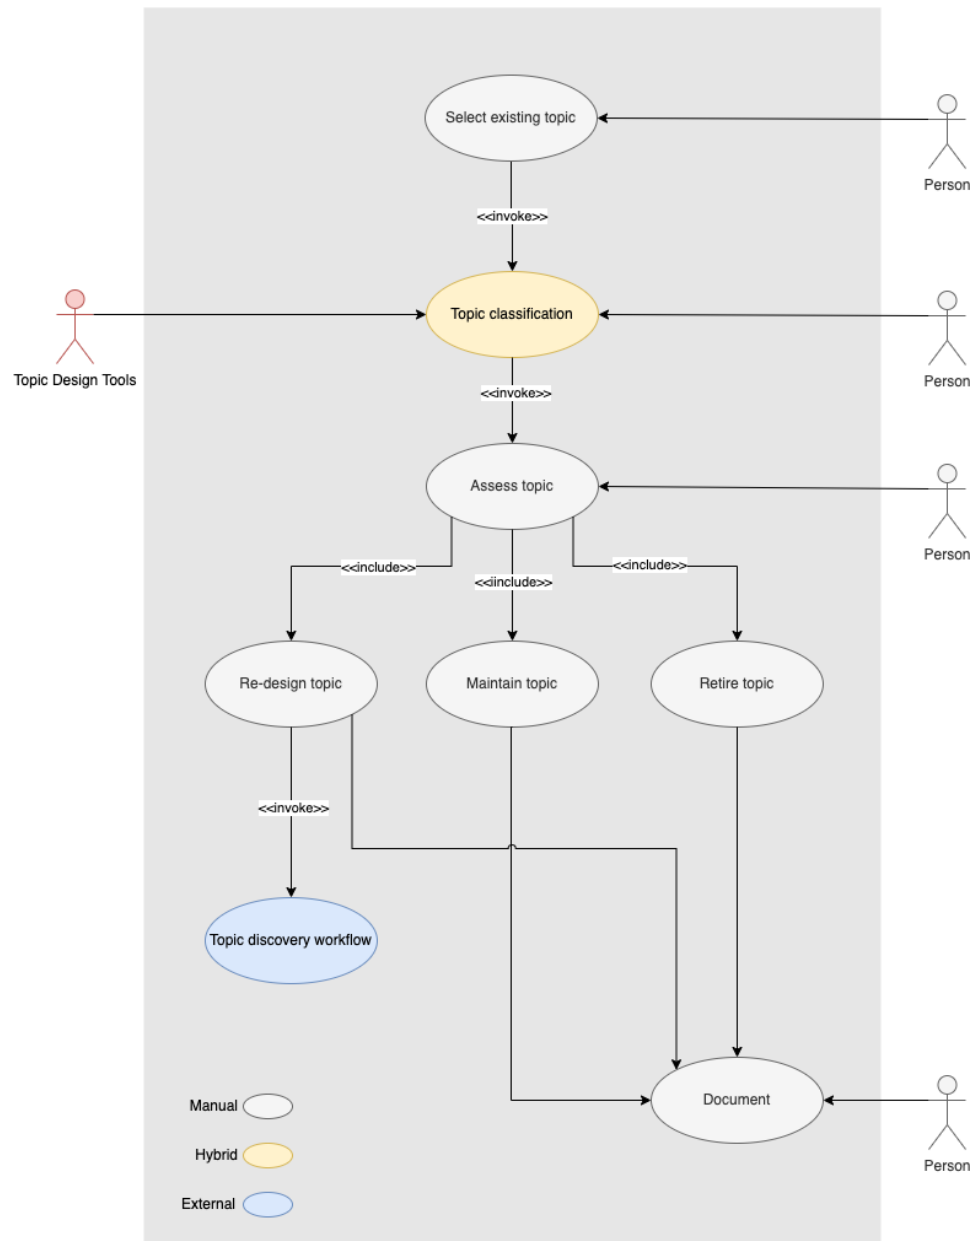 Select existing topic
Person
<<invoke>>
Topic classification
Topic Design Tools
Person
<<invoke>>
Assess topic
Person
<<include>>
<<iinclude>>
<<include>>
Re-design topic
Maintain topic
Retire topic
<<invoke>>
Topic discovery workflow
Document
Person
Manual
Hybrid
External